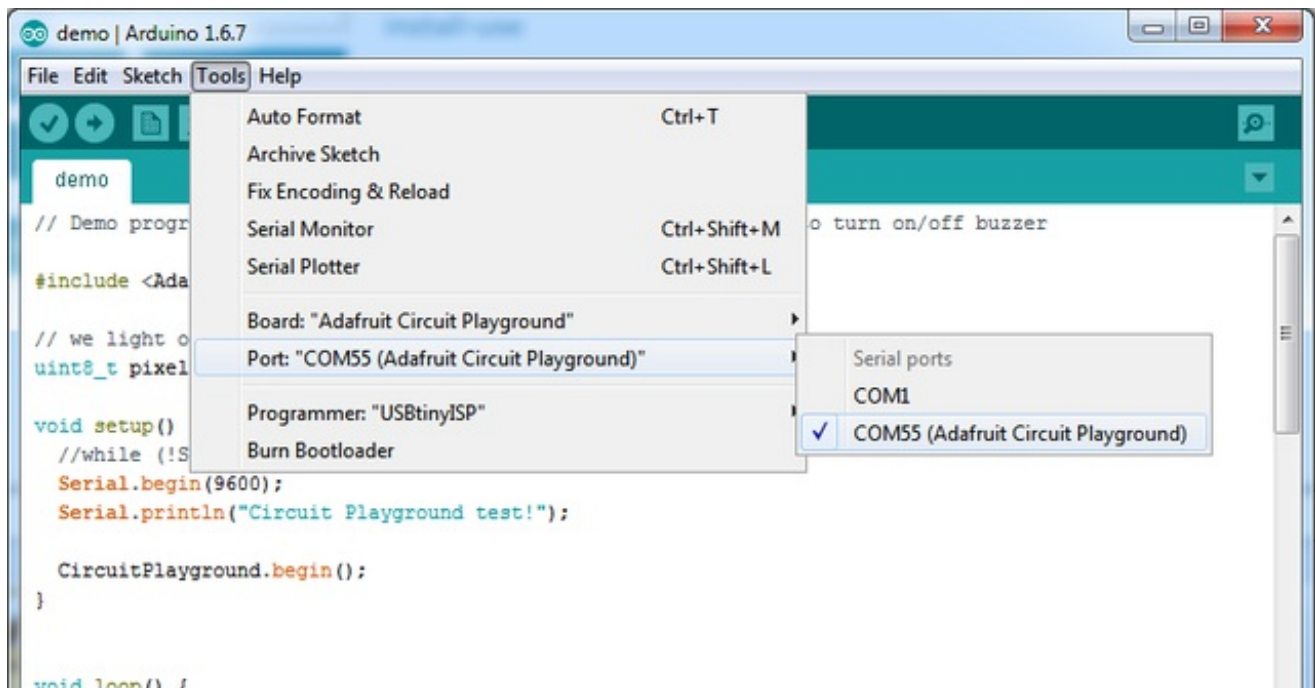 demo | Arduino 1.6.7
File Edit Sketch Tools Help
Auto Format Ctrl+T
Archive Sketch
demo
Fix Encoding & Reload
// Demo progr
Serial Monitor Ctrl+Shift+M
o turn on/off buzzer
Serial Plotter Ctrl+Shift+L
#include <Ada
Board: "Adafruit Circuit Playground"
// we light o
Port: "COM55 (Adafruit Circuit Playground)"
uint8_t pixel
Serial ports
COM1
Programmer: "USBtinyISP"
COM55 (Adafruit Circuit Playground)
void setup()
Burn Bootloader
//while (!S
Serial.begin(9600);
Serial.println("Circuit Playground test!");
CircuitPlayground.begin();
}
void loop() {